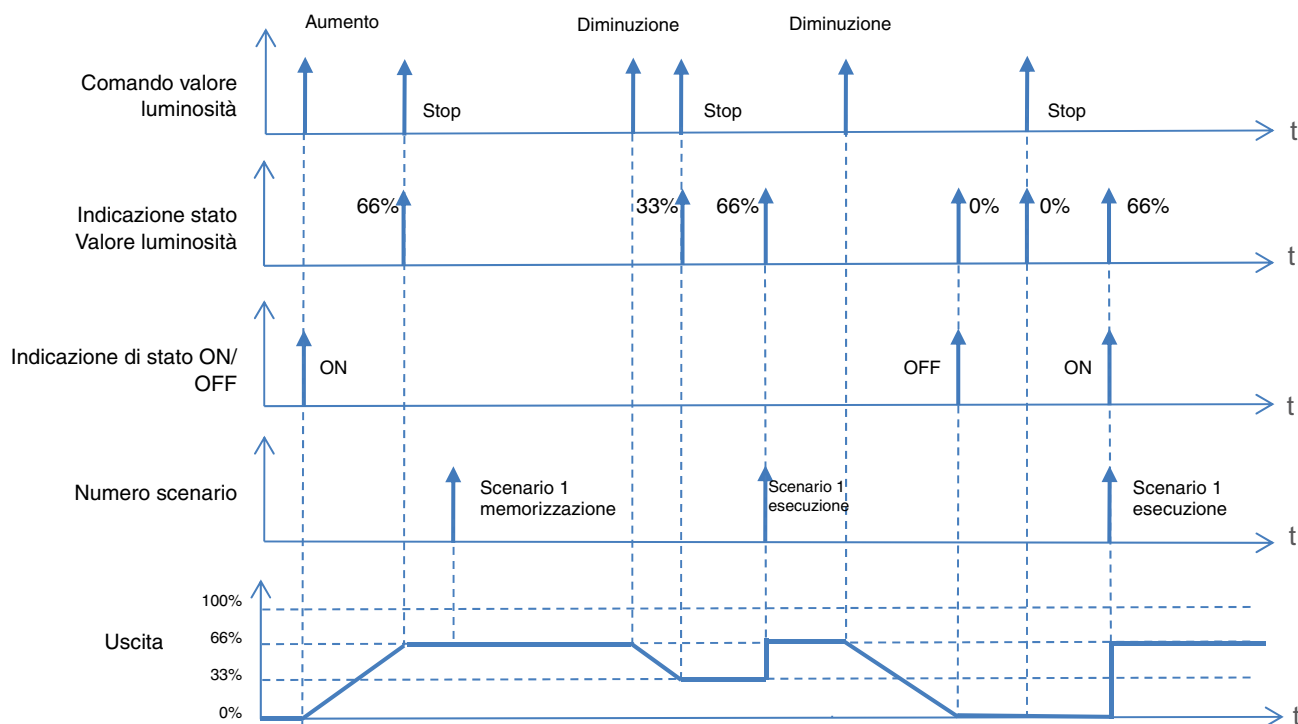 Aumento
Diminuzione
Diminuzione
Comando valore
luminosità
Stop
Stop
Stop
t
Indicazione stato
Valore luminosità
66%
33%
66%
0%
0%
66%
t
Indicazione di stato ON/
OFF
ON
OFF
ON
t
Numero scenario
Scenario 1
memorizzazione
Scenario 1
esecuzione
Scenario 1
esecuzione
t
Uscita
100%
66%
33%
0%
t